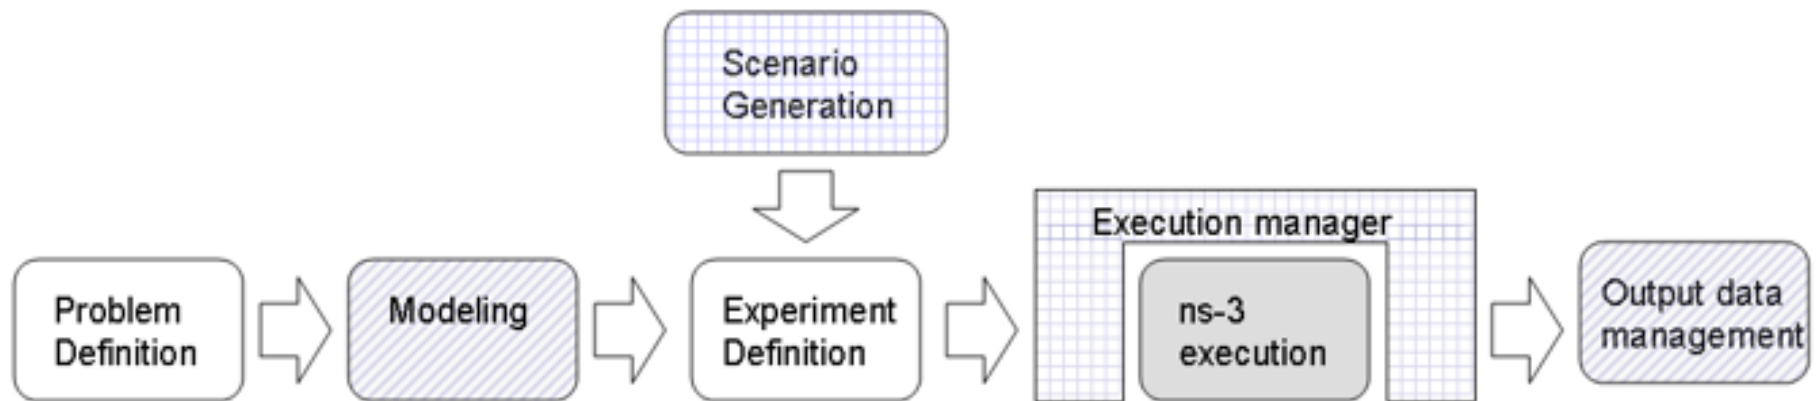 Scenario
Generation
Execution manager
Problem
Definition
Modeling
Experiment
Definition
ns-3
execution
Output data
management